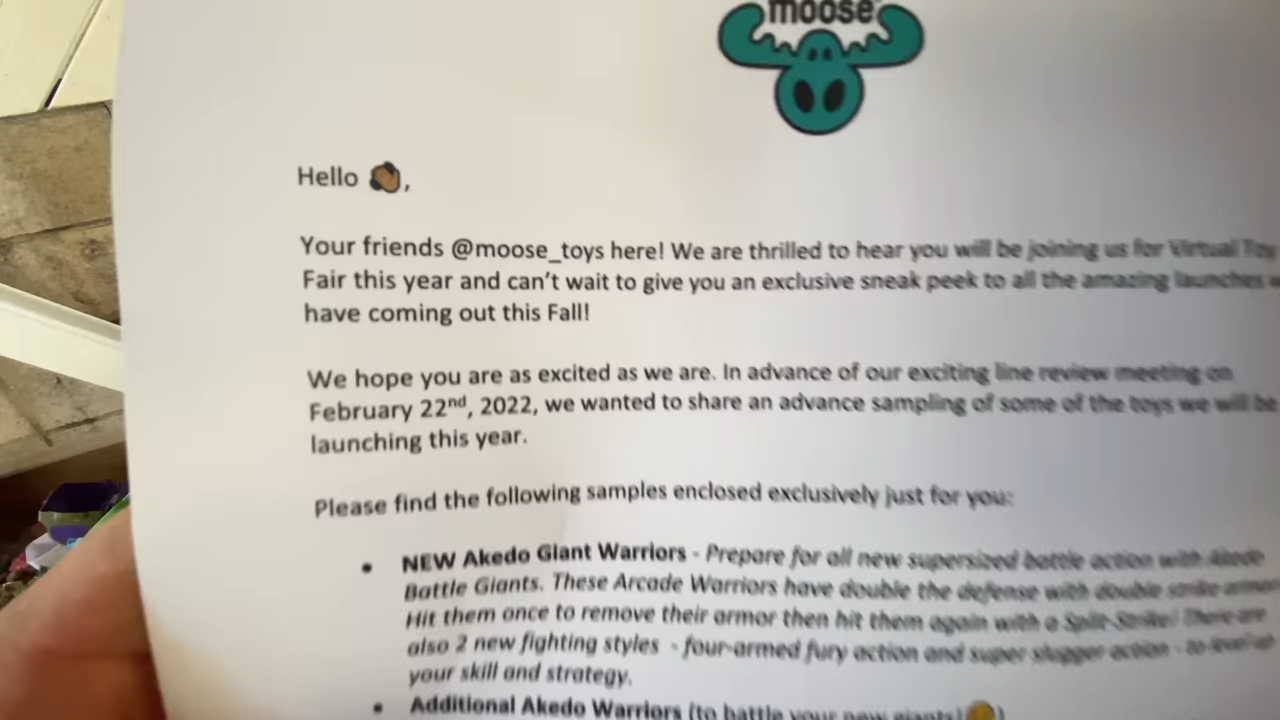 moose
Hello 👋🏾,
Your friends @moose_toys here! We are thrilled to hear you will be joining us for Virtual Toy
Fair this year and can’t wait to give you an exclusive sneak peek to all the amazing launches
have coming out this Fall!
We hope you are as excited as we are. In advance of our exciting line review meeting on
February 22nd, 2022, we wanted to share an advance sampling of some of the toys we will be
launching this year.
Please find the following samples enclosed exclusively just for you:
• NEW Akedo Giant Warriors - Prepare for all new supersized battle action with Akedo
Battle Giants. These Arcade Warriors have double the defense with double strike armor
Hit them once to remove their armor then hit them again with a Split-Strike! There are
also 2 new fighting styles - four-armed fury action and super slugger action - to level up
your skill and strategy.
• Additional Akedo Warriors (to battle your new giants!)